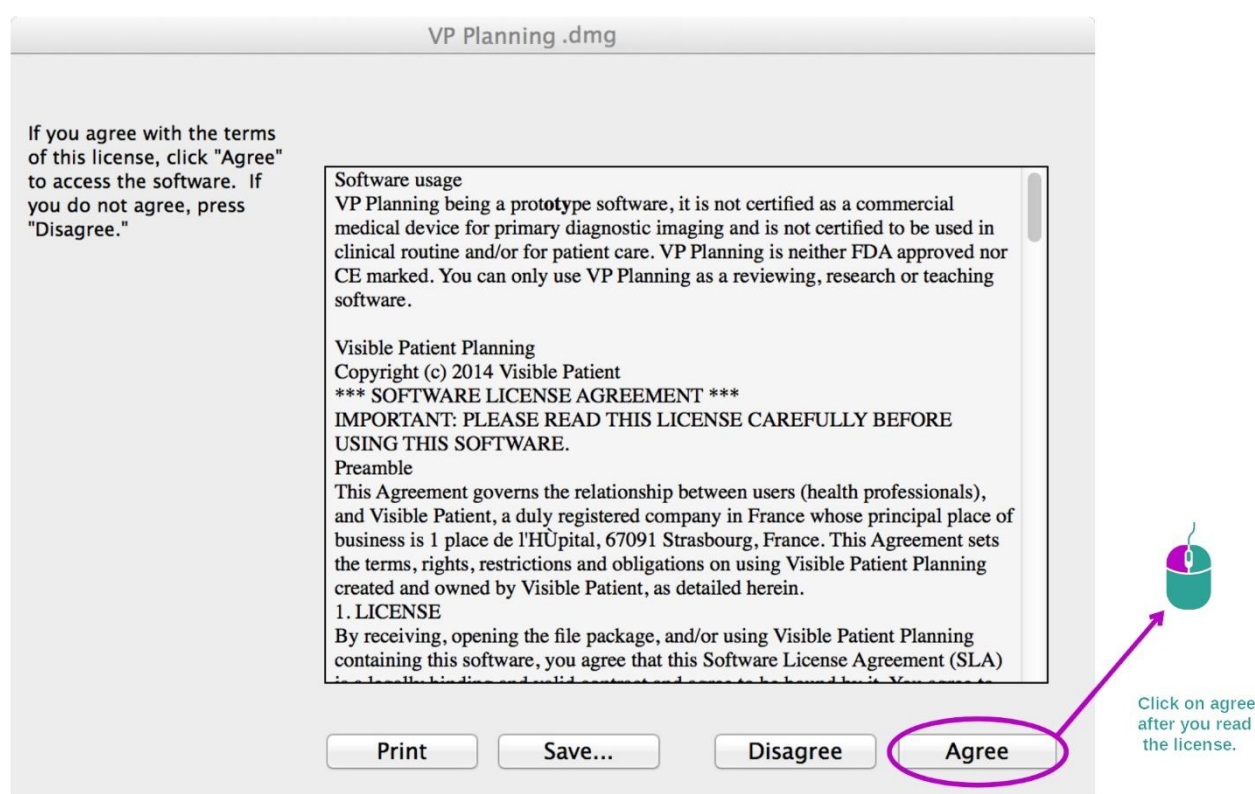 VP Planning .dmg
If you agree with the terms
of this license, click "Agree"
to access the software.  If
you do not agree, press
"Disagree."
Software usage
VP Planning being a prototype software, it is not certified as a commercial
medical device for primary diagnostic imaging and is not certified to be used in
clinical routine and/or for patient care. VP Planning is neither FDA approved nor
CE marked. You can only use VP Planning as a reviewing, research or teaching
software.
Visible Patient Planning
Copyright (c) 2014 Visible Patient
*** SOFTWARE LICENSE AGREEMENT ***
IMPORTANT: PLEASE READ THIS LICENSE CAREFULLY BEFORE
USING THIS SOFTWARE.
Preamble
This Agreement governs the relationship between users (health professionals),
and Visible Patient, a duly registered company in France whose principal place of
business is 1 place de l'HÙpital, 67091 Strasbourg, France. This Agreement sets
the terms, rights, restrictions and obligations on using Visible Patient Planning
created and owned by Visible Patient, as detailed herein.
1. LICENSE
By receiving, opening the file package, and/or using Visible Patient Planning
containing this software, you agree that this Software License Agreement (SLA)
Print
Save...
Disagree
Agree
Click on agree
after you read
the license.